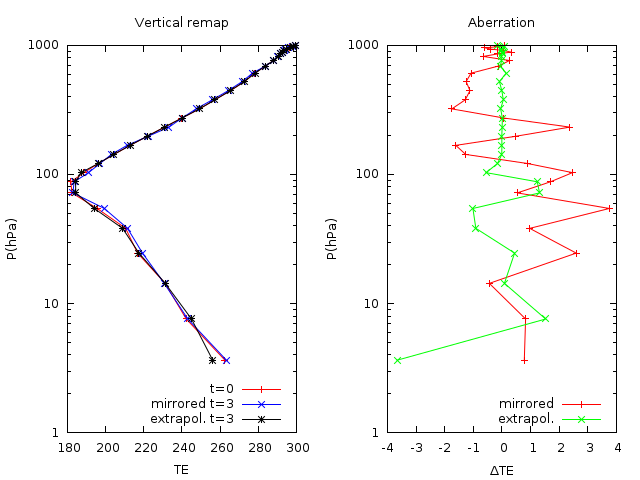 Vertical remap
1000
100
10
1
P(hPa)
t=0
mirrored t=3
extrapol. t=3
180 200 220 240 260 280 300
TE
Aberration
1000
100
10
1
P(hPa)
mirrored
extrapol.
-4 -3 -2 -1 0 1 2 3 4
ΔTE